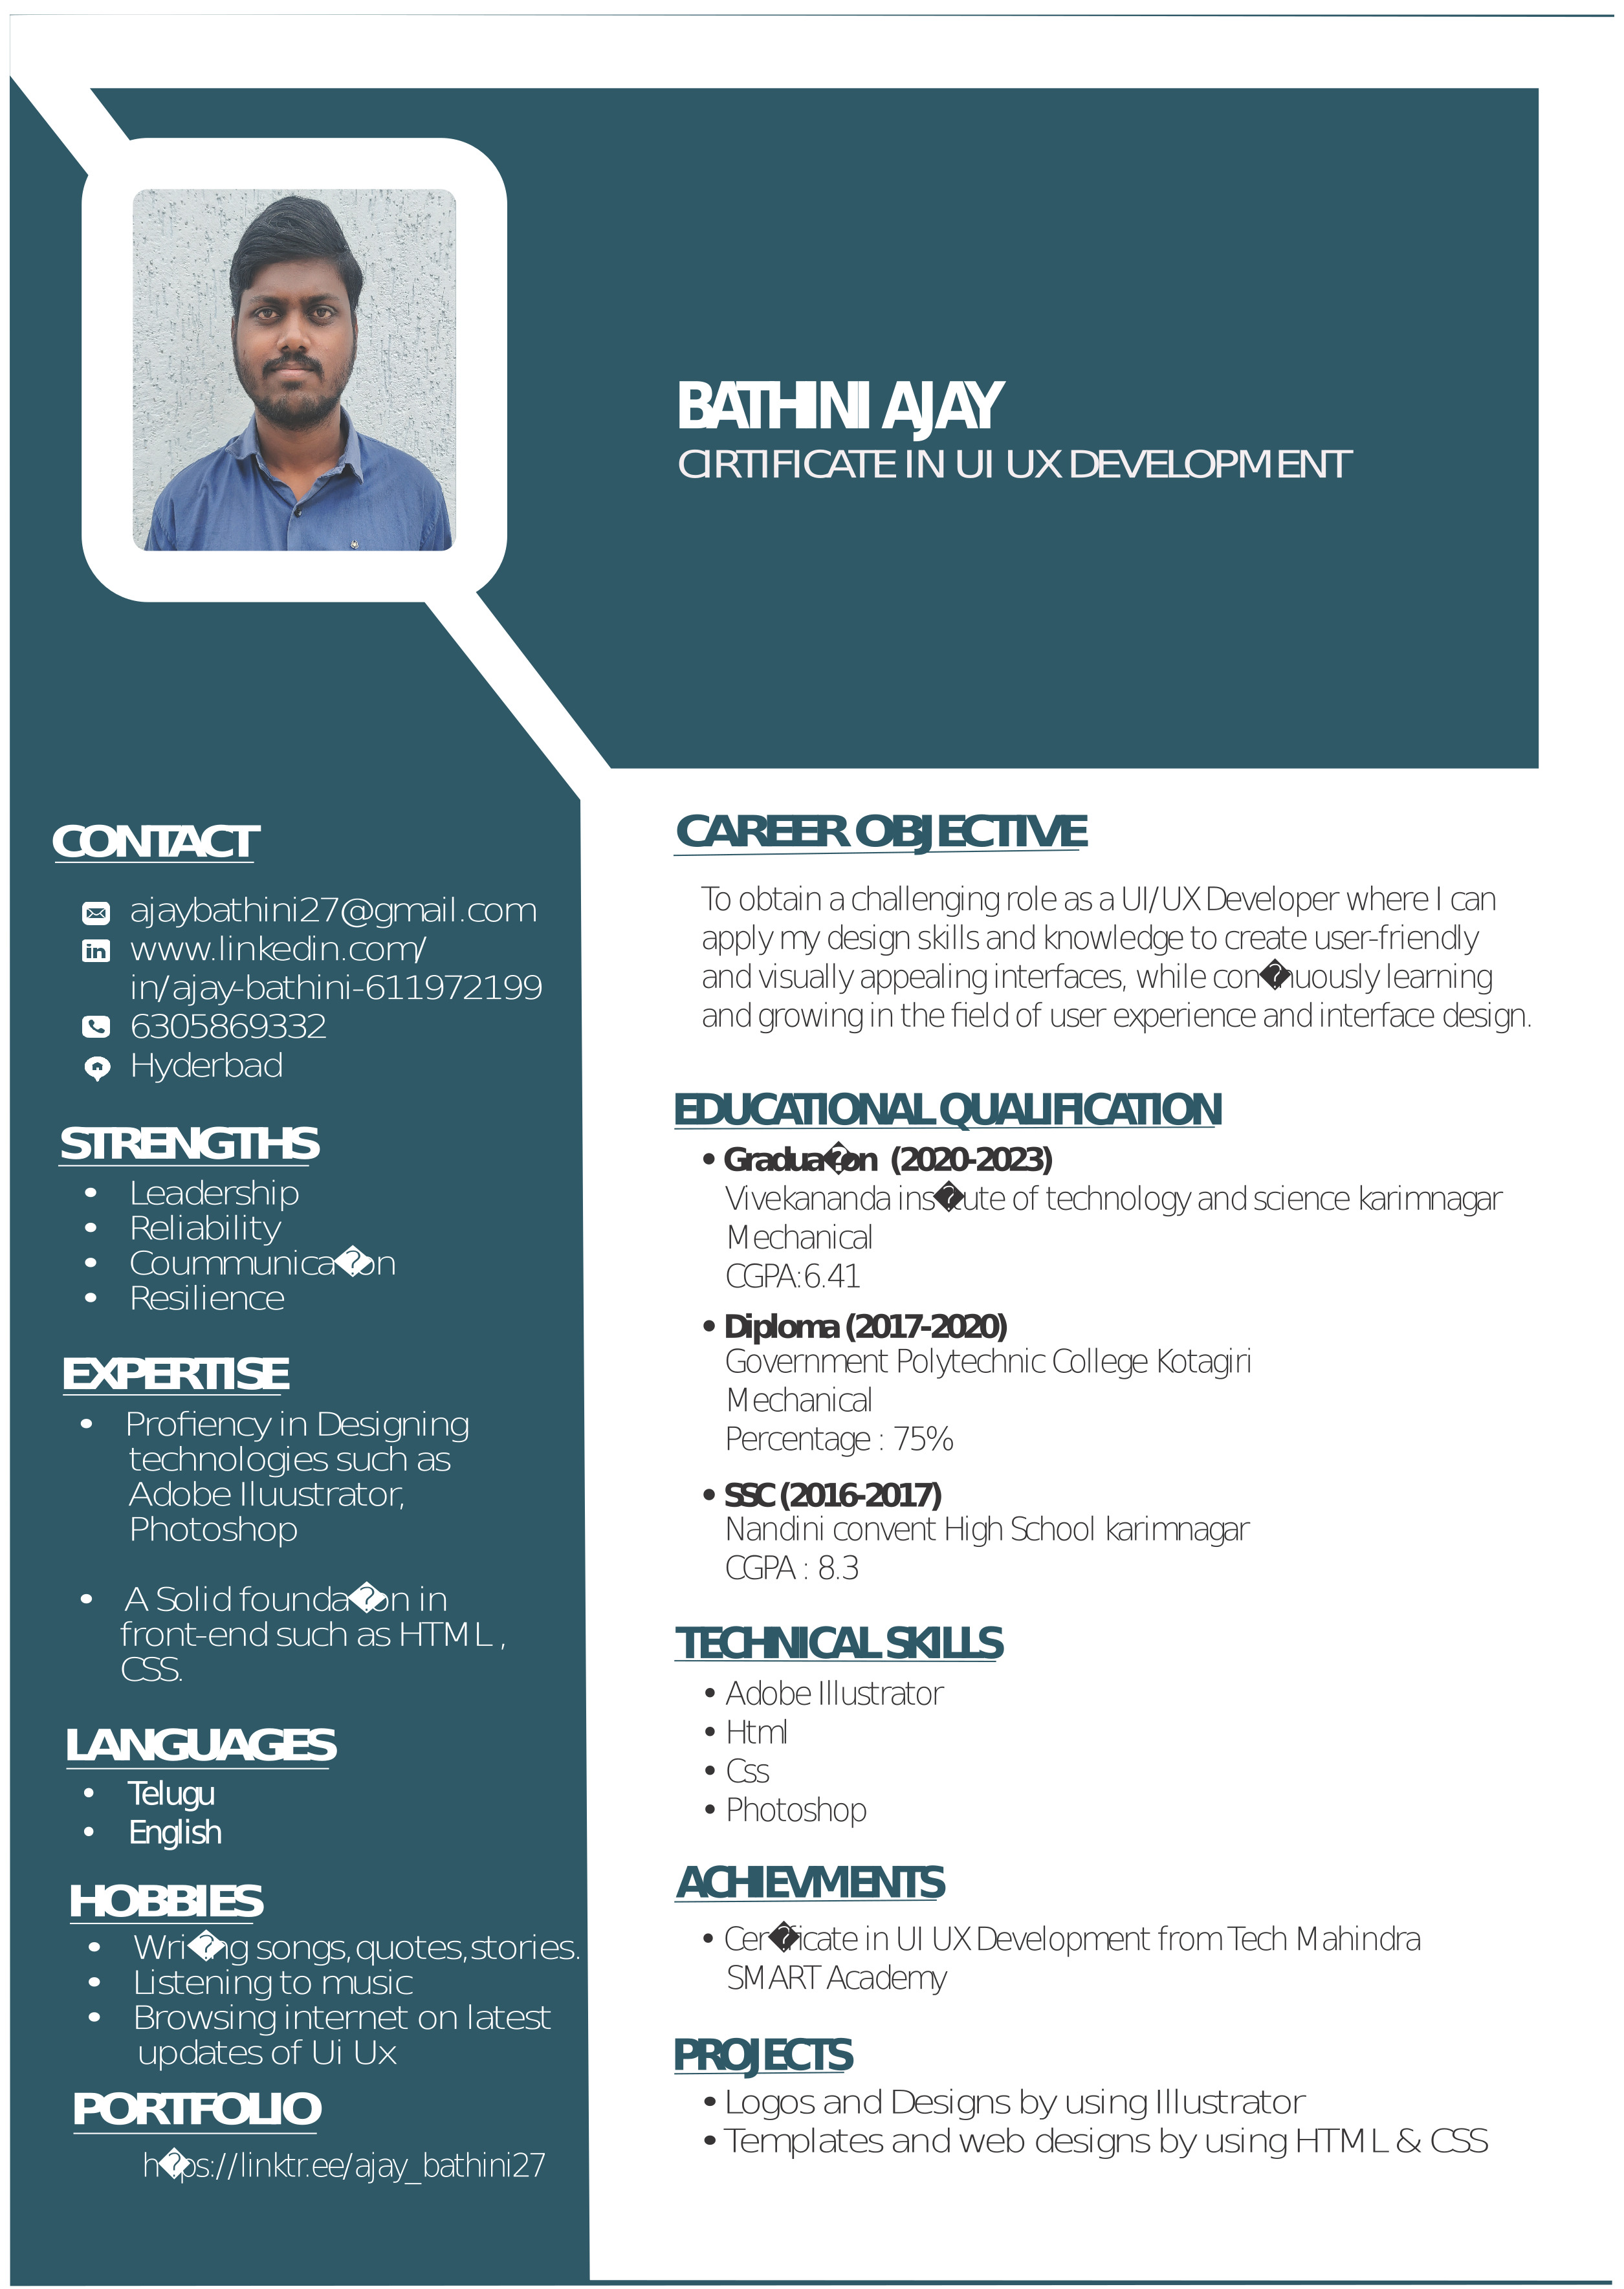 BATHINI AJAY
CIRTIFICATE IN UI UX DEVELOPMENT
CONTACT
ajaybathini27@gmail.com
www.linkedin.com/
in/ajay-bathini-611972199
6305869332
Hyderbad
STRENGTHS
• Leadership
• Reliability
• Coummunica�on
• Resilience
EXPERTISE
• Profiency in Designing
technologies such as
Adobe Iluustrator,
Photoshop
• A Solid founda�on in
front-end such as HTML ,
CSS.
LANGUAGES
• Telugu
• English
HOBBIES
• Wri�ng songs,quotes,stories.
• Listening to music
• Browsing internet on latest
updates of Ui Ux
PORTFOLIO
h�ps://linktr.ee/ajay_bathini27
CAREER OBJECTIVE
To obtain a challenging role as a UI/UX Developer where I can
apply my design skills and knowledge to create user-friendly
and visually appealing interfaces, while con�nuously learning
and growing in the field of user experience and interface design.
EDUCATIONAL QUALIFICATION
• Gradua�on (2020-2023)
Vivekananda ins�tute of technology and science karimnagar
Mechanical
CGPA:6.41
• Diploma (2017-2020)
Government Polytechnic College Kotagiri
Mechanical
Percentage : 75%
• SSC (2016-2017)
Nandini convent High School karimnagar
CGPA : 8.3
TECHNICAL SKILLS
• Adobe Illustrator
• Html
• Css
• Photoshop
ACHIEVMENTS
• Cer�ficate in UI UX Development from Tech Mahindra
SMART Academy
PROJECTS
• Logos and Designs by using Illustrator
• Templates and web designs by using HTML & CSS